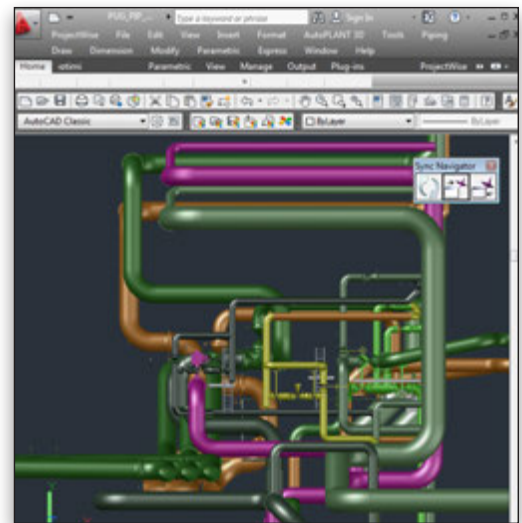 PVG_PIP_... Type a keyword or phrase Sign In
ProjectWise File Edit View Insert Format AutoPLANT 3D Tools Piping
Draw Dimension Modify Parametric Express Window Help
Home Parametric View Manage Output Plug-ins ProjectWise
AutoCAD Classic ByLayer ByLayer
Sync Navigator